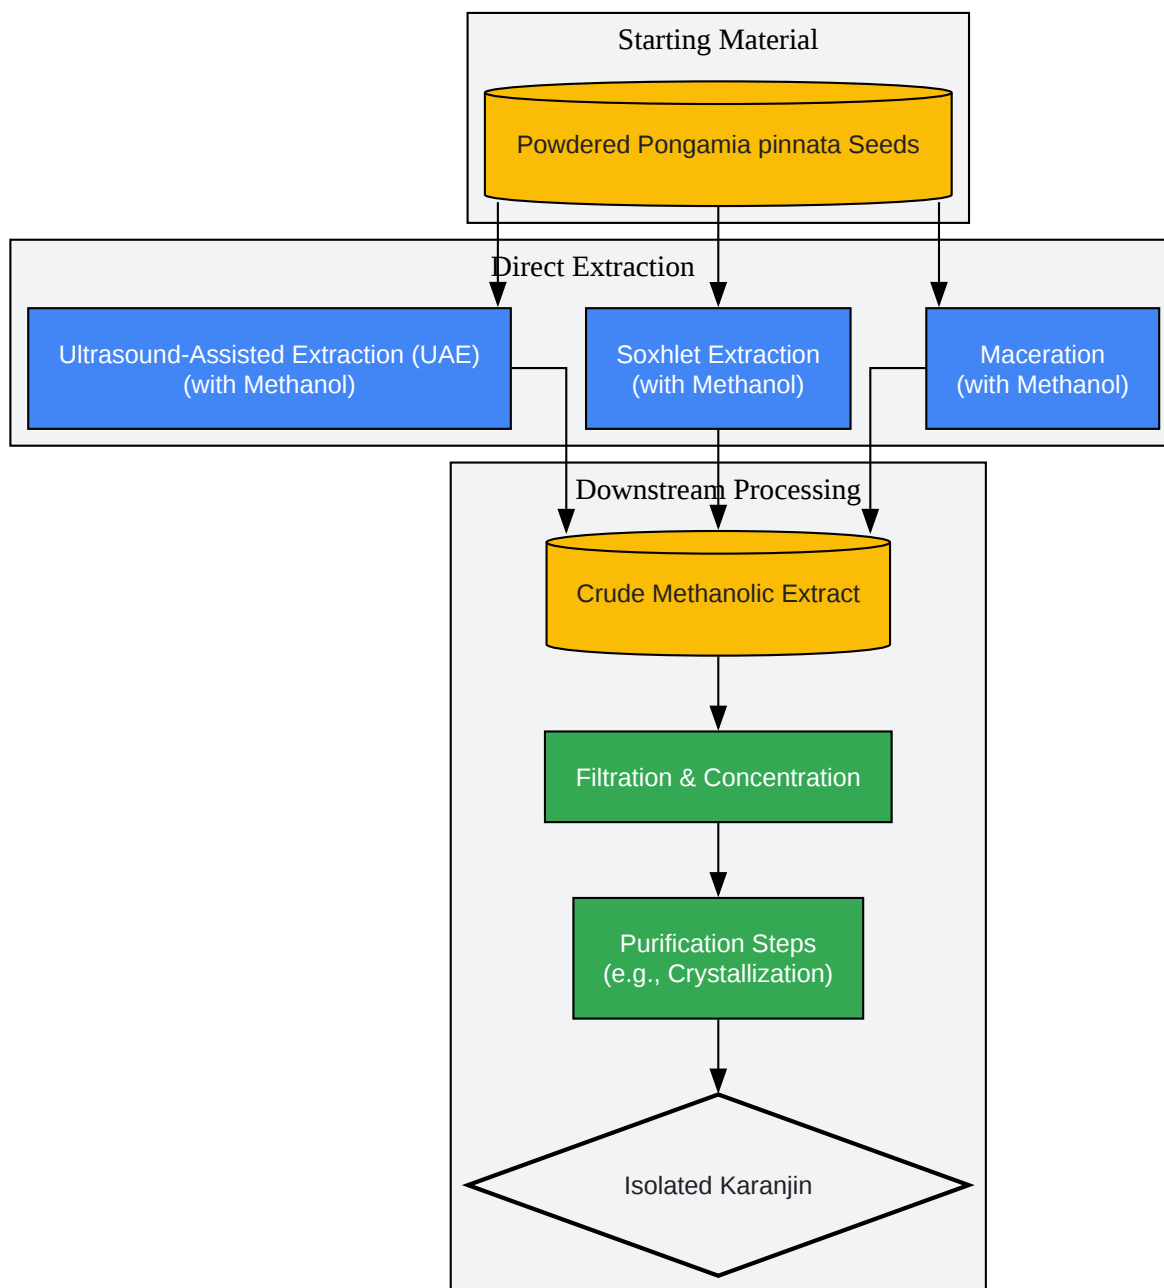 Starting Material
Powdered Pongamia pinnata Seeds
Direct Extraction
Ultrasound-Assisted Extraction (UAE)
(with Methanol)
Soxhlet Extraction
(with Methanol)
Maceration
(with Methanol)
Downstream Processing
Crude Methanolic Extract
Filtration & Concentration
Purification Steps
(e.g., Crystallization)
Isolated Karanjin